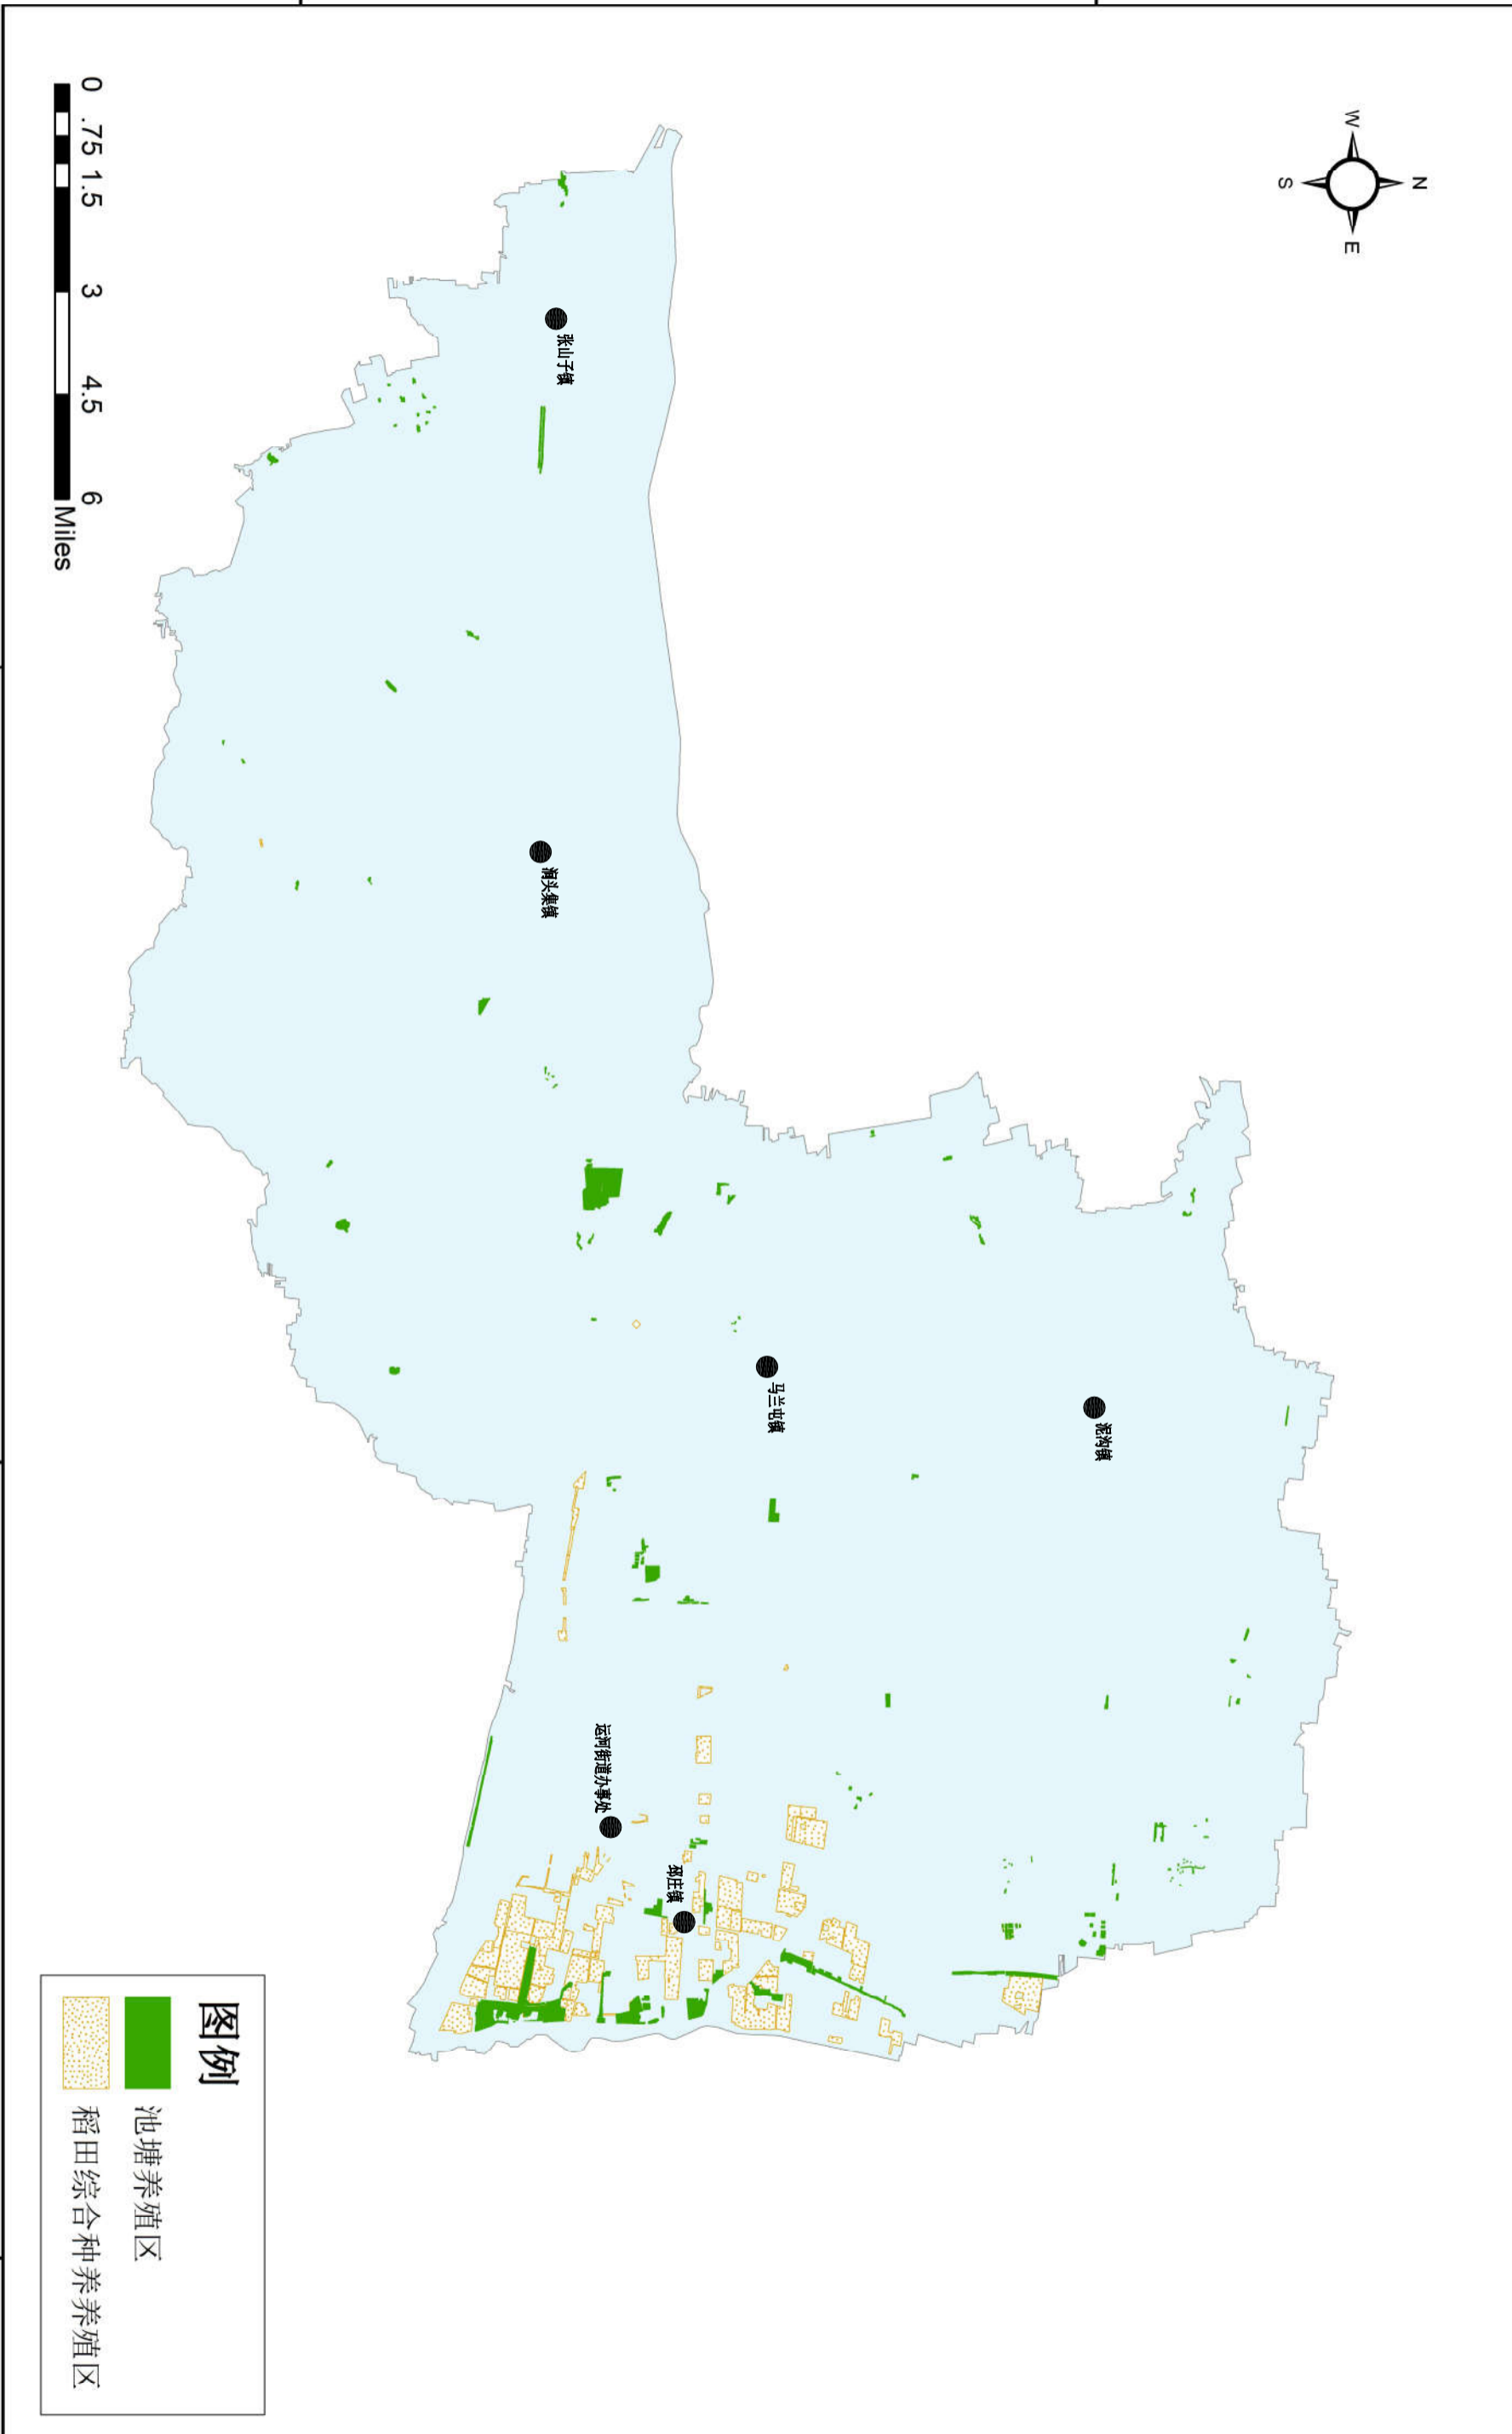 N
W
E
S
泥沟镇
马兰屯镇
张山子镇
涧头集镇
邳庄镇
运河街道办事处
图例
池塘养殖区
稻田综合种养养殖区
0 .75 1.5 3 4.5 6
Miles